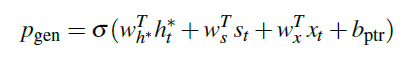 p_gen = σ(w_{h*}^T h_t^* + w_s^T s_t + w_x^T x_t + b_ptr)